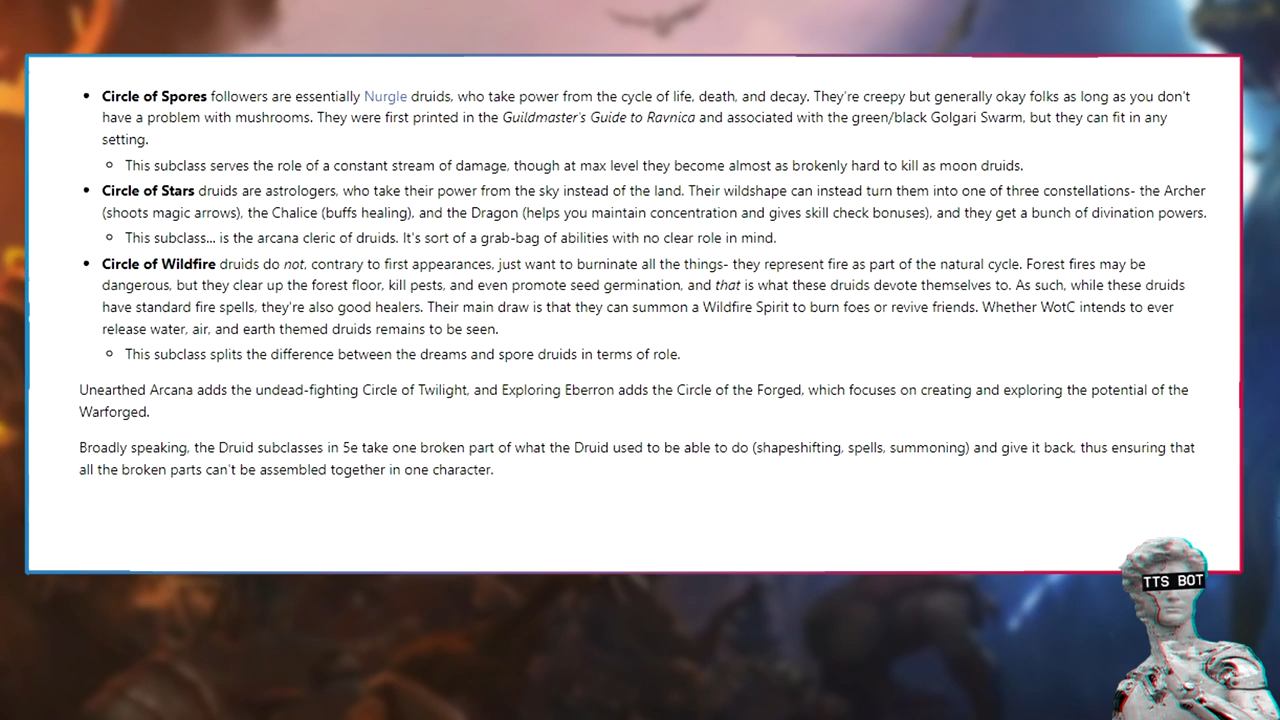 • Circle of Spores followers are essentially Nurgle druids, who take power from the cycle of life, death, and decay. They're creepy but generally okay folks as long as you don't
have a problem with mushrooms. They were first printed in the Guildmaster's Guide to Ravnica and associated with the green/black Golgari Swarm, but they can fit in any
setting.
◦ This subclass serves the role of a constant stream of damage, though at max level they become almost as brokenly hard to kill as moon druids.
• Circle of Stars druids are astrologers, who take their power from the sky instead of the land. Their wildshape can instead turn them into one of three constellations- the Archer
(shoots magic arrows), the Chalice (buffs healing), and the Dragon (helps you maintain concentration and gives skill check bonuses), and they get a bunch of divination powers.
◦ This subclass... is the arcana cleric of druids. It's sort of a grab-bag of abilities with no clear role in mind.
• Circle of Wildfire druids do not, contrary to first appearances, just want to burninate all the things- they represent fire as part of the natural cycle. Forest fires may be
dangerous, but they clear up the forest floor, kill pests, and even promote seed germination, and that is what these druids devote themselves to. As such, while these druids
have standard fire spells, they're also good healers. Their main draw is that they can summon a Wildfire Spirit to burn foes or revive friends. Whether WotC intends to ever
release water, air, and earth themed druids remains to be seen.
◦ This subclass splits the difference between the dreams and spore druids in terms of role.
Unearthed Arcana adds the undead-fighting Circle of Twilight, and Exploring Eberron adds the Circle of the Forged, which focuses on creating and exploring the potential of the
Warforged.
Broadly speaking, the Druid subclasses in 5e take one broken part of what the Druid used to be able to do (shapeshifting, spells, summoning) and give it back, thus ensuring that
all the broken parts can't be assembled together in one character.
TTS BOT